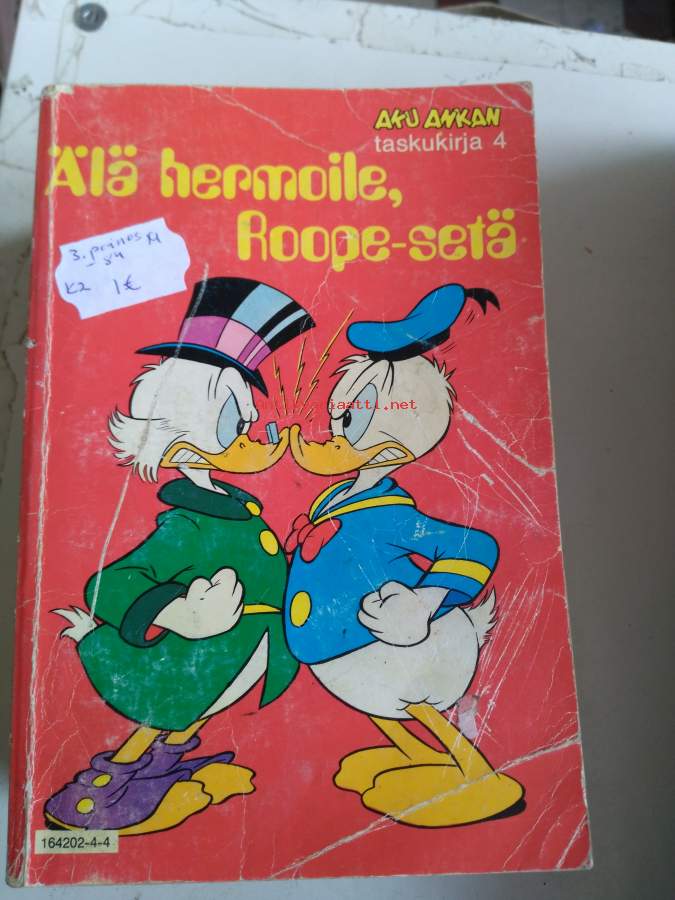 AKU ANKAN
taskukirja 4
Älä hermoile,
Roope-setä
3. painos
84
K2 1€
164202-4-4